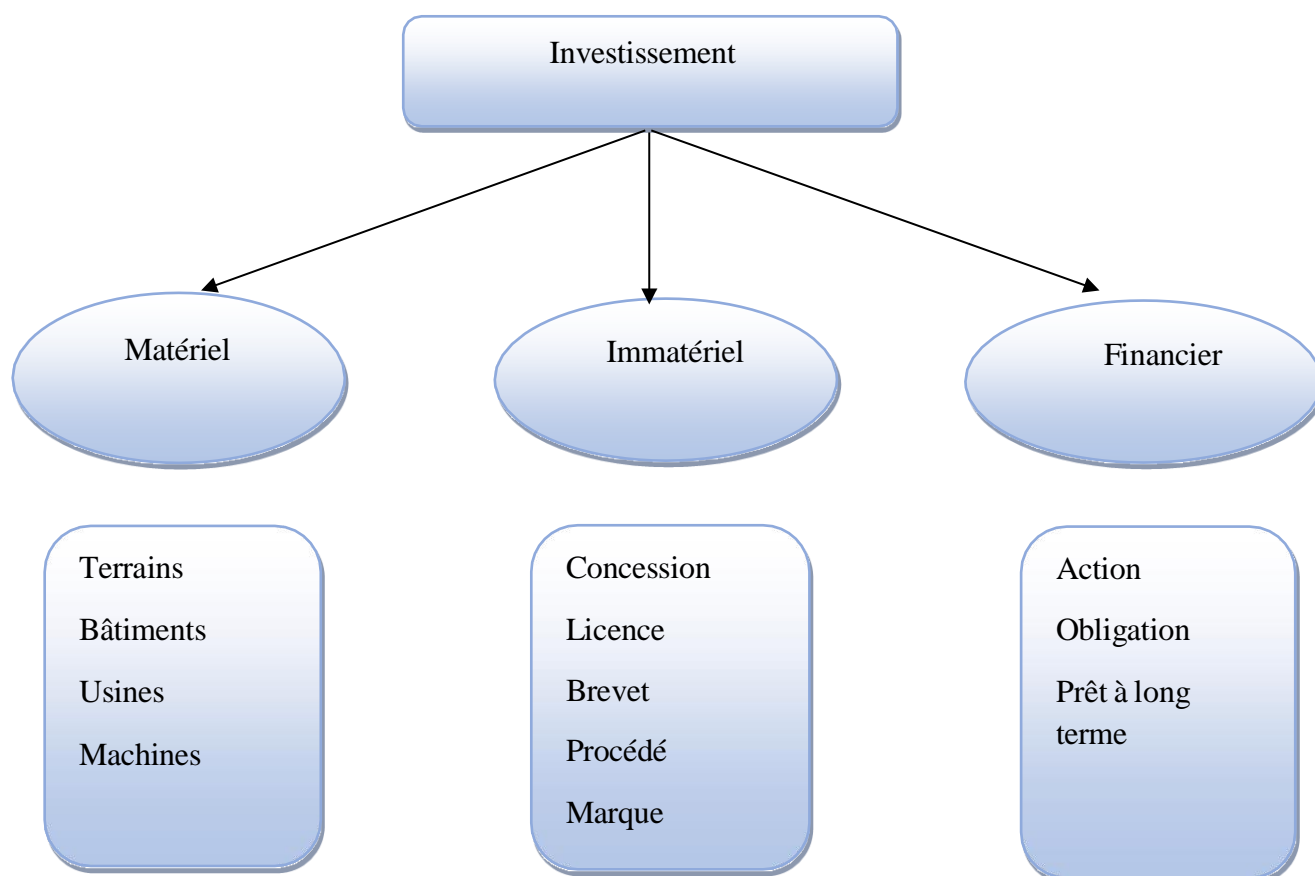 Investissement
Matériel
Immatériel
Financier
Terrains
Bâtiments
Usines
Machines
Concession
Licence
Brevet
Procédé
Marque
Action
Obligation
Prêt à long
terme